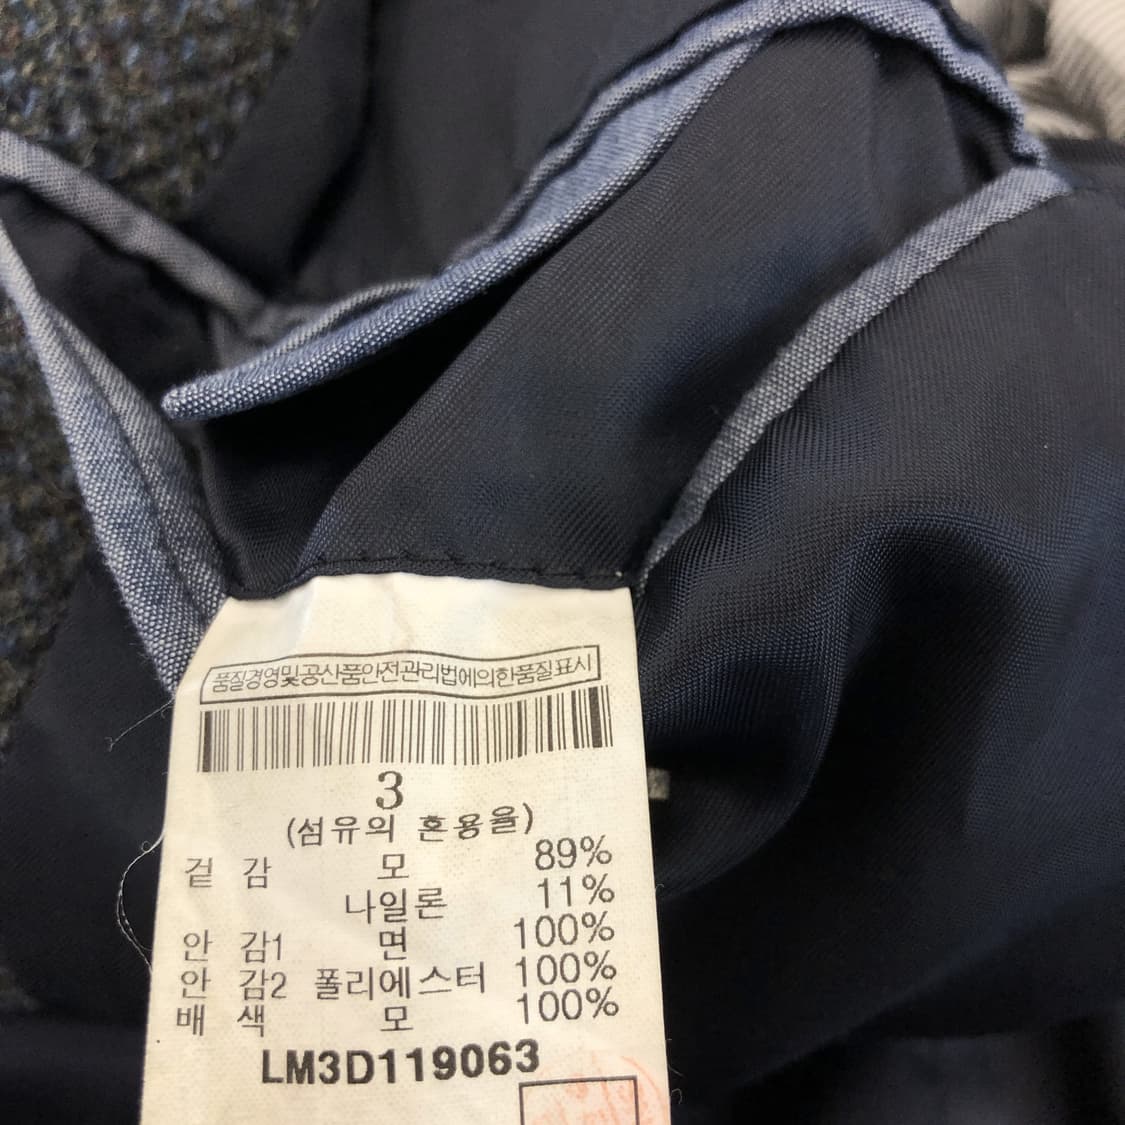 품질경영및공산품안전관리법에의한품질표시
3
(섬유의 혼용율)
겉 감 모 89%
나일론 11%
안 감1 면 100%
안 감2 폴리에스터 100%
배 색 모 100%
LM3D119063